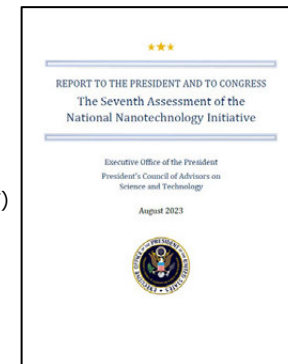 REPORT TO THE PRESIDENT AND TO CONGRESS
The Seventh Assessment of the
National Nanotechnology Initiative
Executive Office of the President
President's Council of Advisors on
Science and Technology
)
August 2023